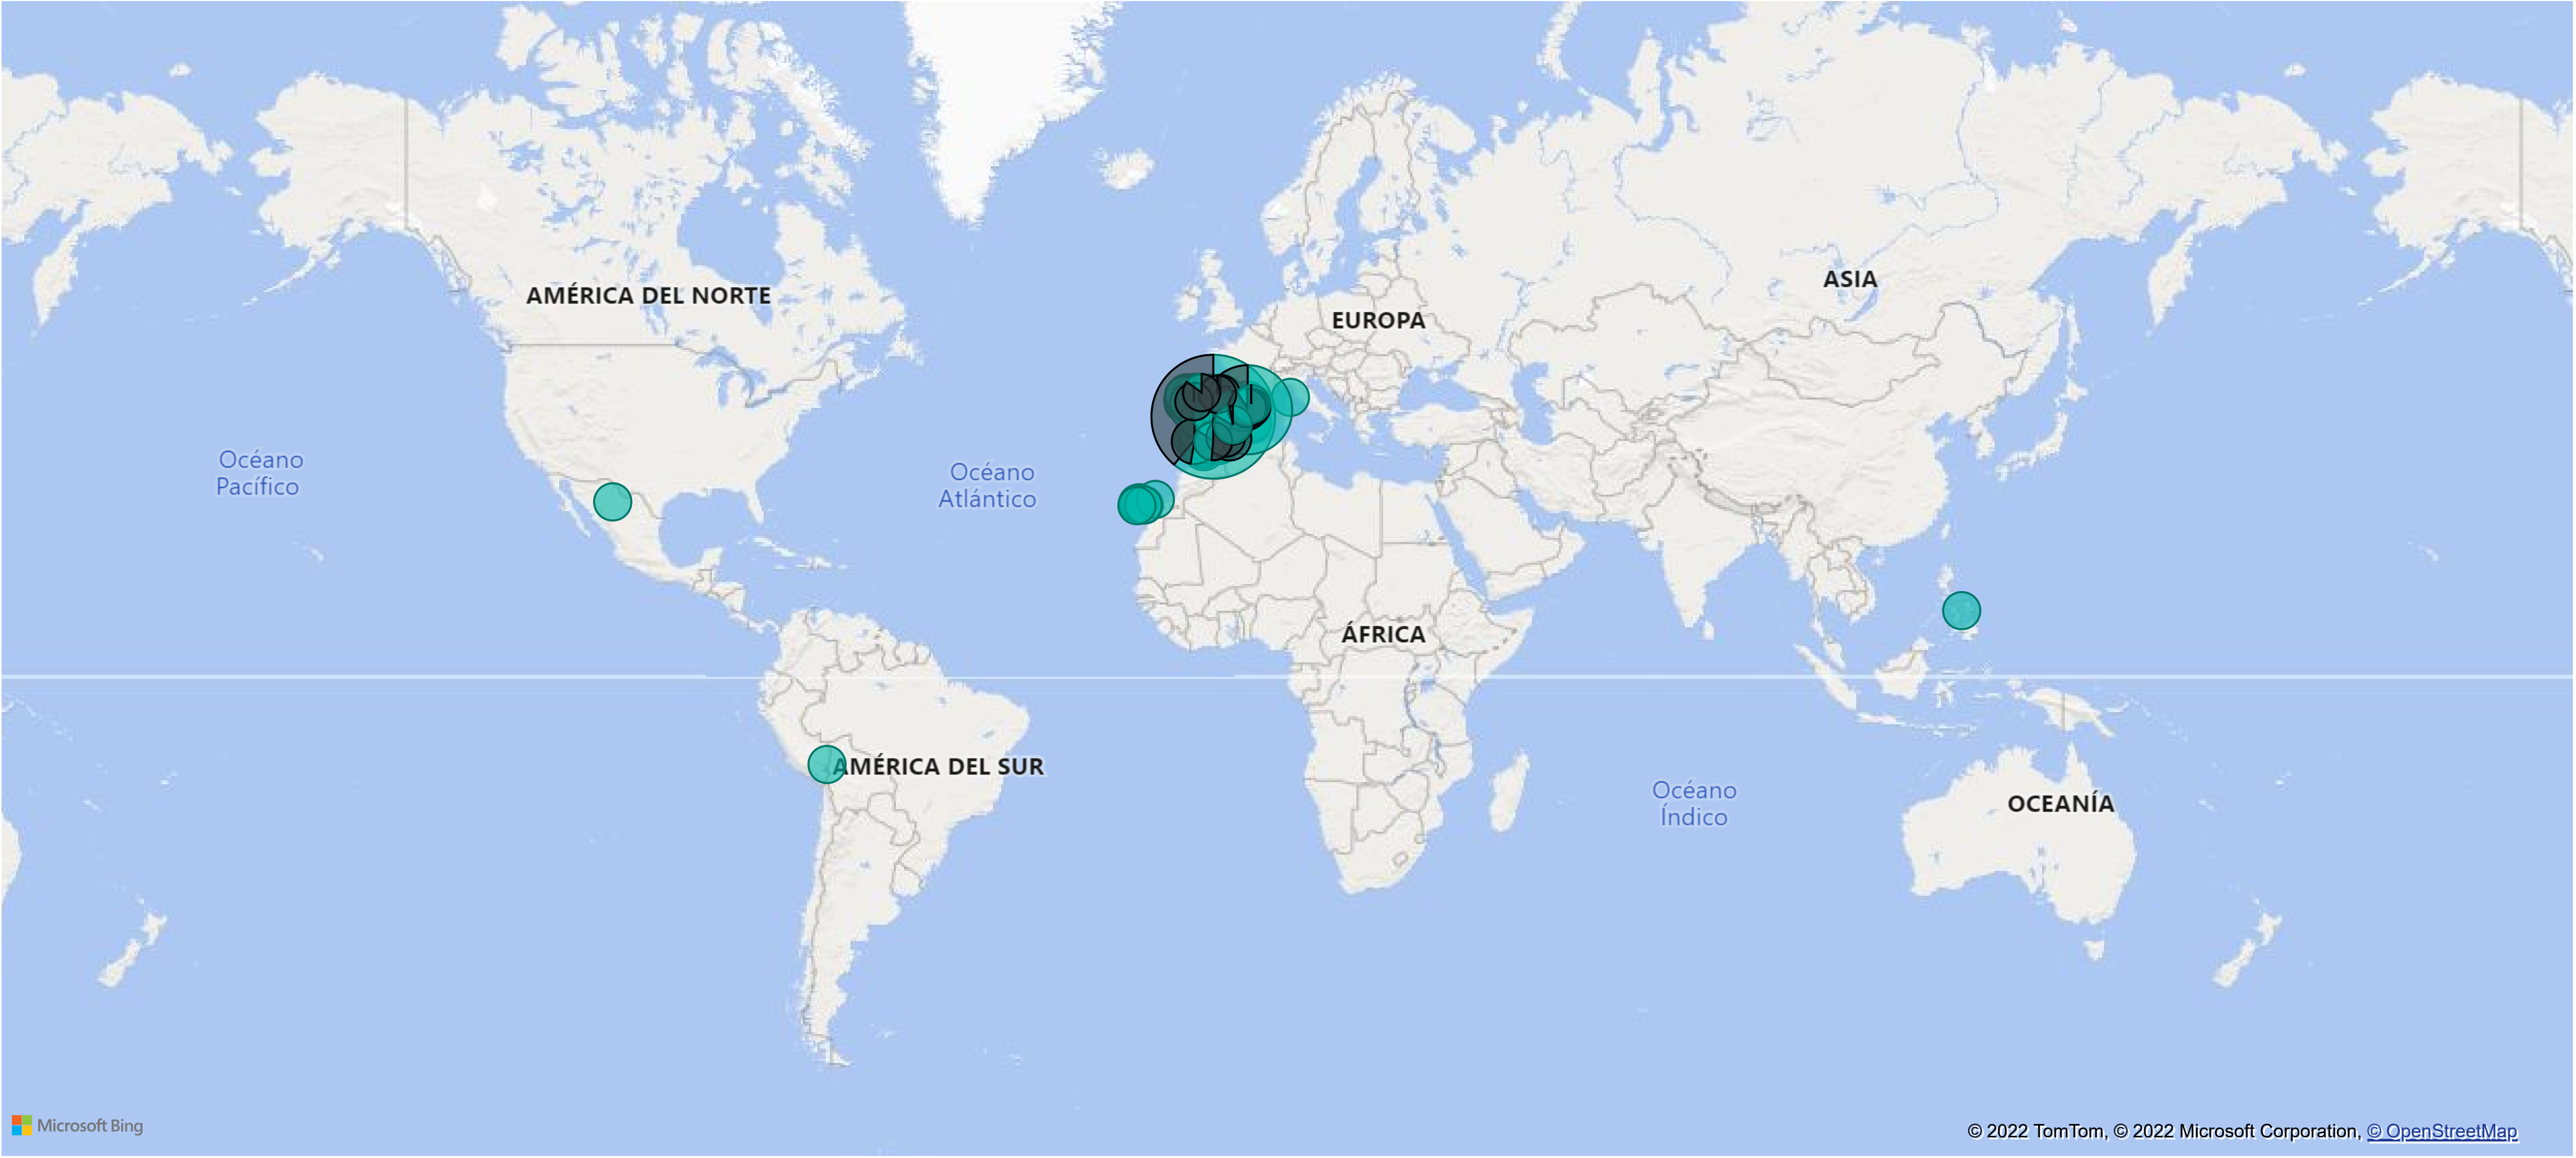 ASIA
AMÉRICA DEL NORTE
EUROPA
Océano
Pacífico
Océano
Atlántico
ÁFRICA
AMÉRICA DEL SUR
Océano
Índico
OCEANÍA
Microsoft Bing
© 2022 TomTom, © 2022 Microsoft Corporation, © OpenStreetMap